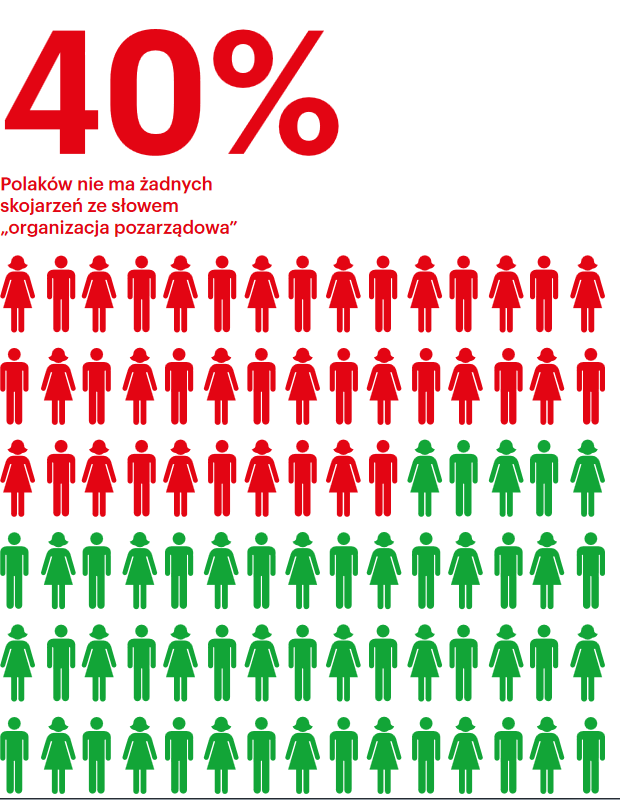 40%
Polaków nie ma żadnych
skojarzeń ze słowem
„organizacja pozarządowa”